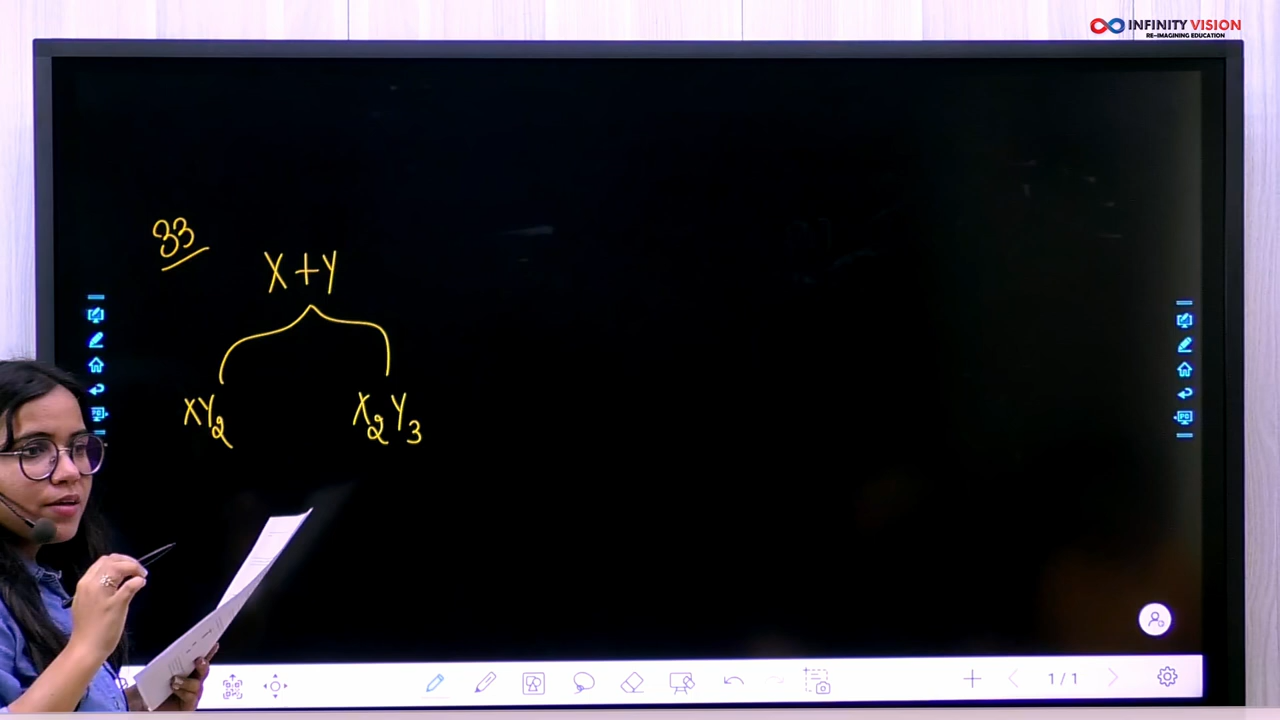 INFINITY VISION
RE-IMAGINING EDUCATION
33
X + Y
XY2 X2Y3
1 / 1